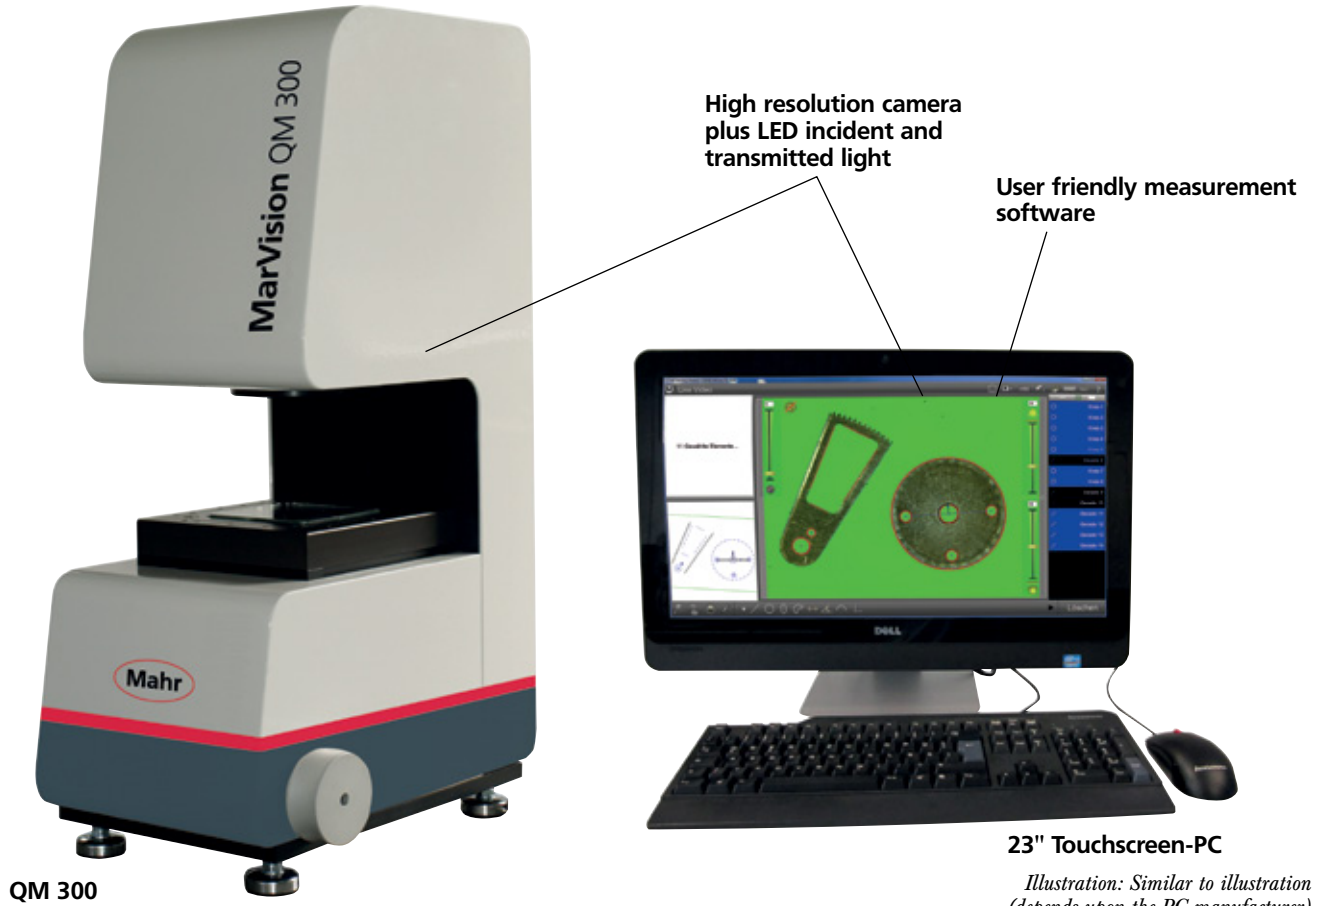 MarVision QM 300
High resolution camera
plus LED incident and
transmitted light
User friendly measurement
software
Mahr
DELL
Löschen
23" Touchscreen-PC
Illustration: Similar to illustration
(depends upon the PC manufacturer)
QM 300